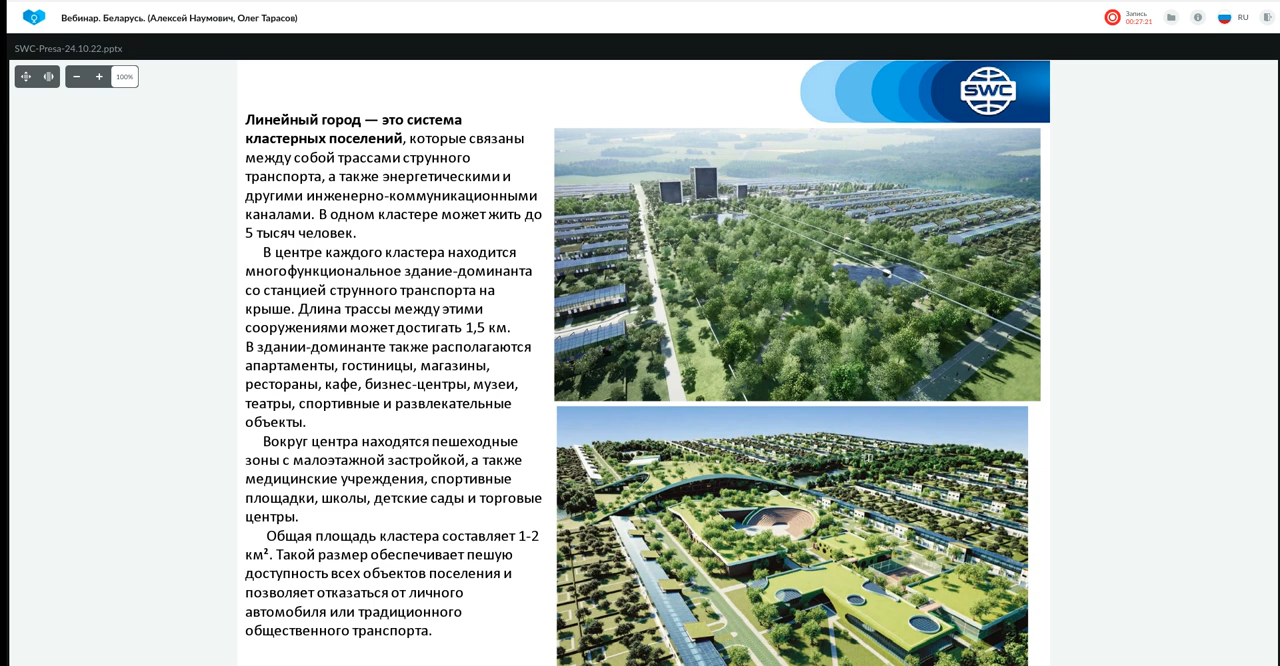 Вебинар. Беларусь. (Алексей Наумович, Олег Тарасов)
Запись
00:27:21
RU
SWC-Presa-24.10.22.pptx
100%
SWC
Линейный город — это система
кластерных поселений, которые связаны
между собой трассами струнного
транспорта, а также энергетическими и
другими инженерно-коммуникационными
каналами. В одном кластере может жить до
5 тысяч человек.
В центре каждого кластера находится
многофункциональное здание-доминанта
со станцией струнного транспорта на
крыше. Длина трассы между этими
сооружениями может достигать 1,5 км.
В здании-доминанте также располагаются
апартаменты, гостиницы, магазины,
рестораны, кафе, бизнес-центры, музеи,
театры, спортивные и развлекательные
объекты.
Вокруг центра находятся пешеходные
зоны с малоэтажной застройкой, а также
медицинские учреждения, спортивные
площадки, школы, детские сады и торговые
центры.
Общая площадь кластера составляет 1-2
км². Такой размер обеспечивает пешую
доступность всех объектов поселения и
позволяет отказаться от личного
автомобиля или традиционного
общественного транспорта.